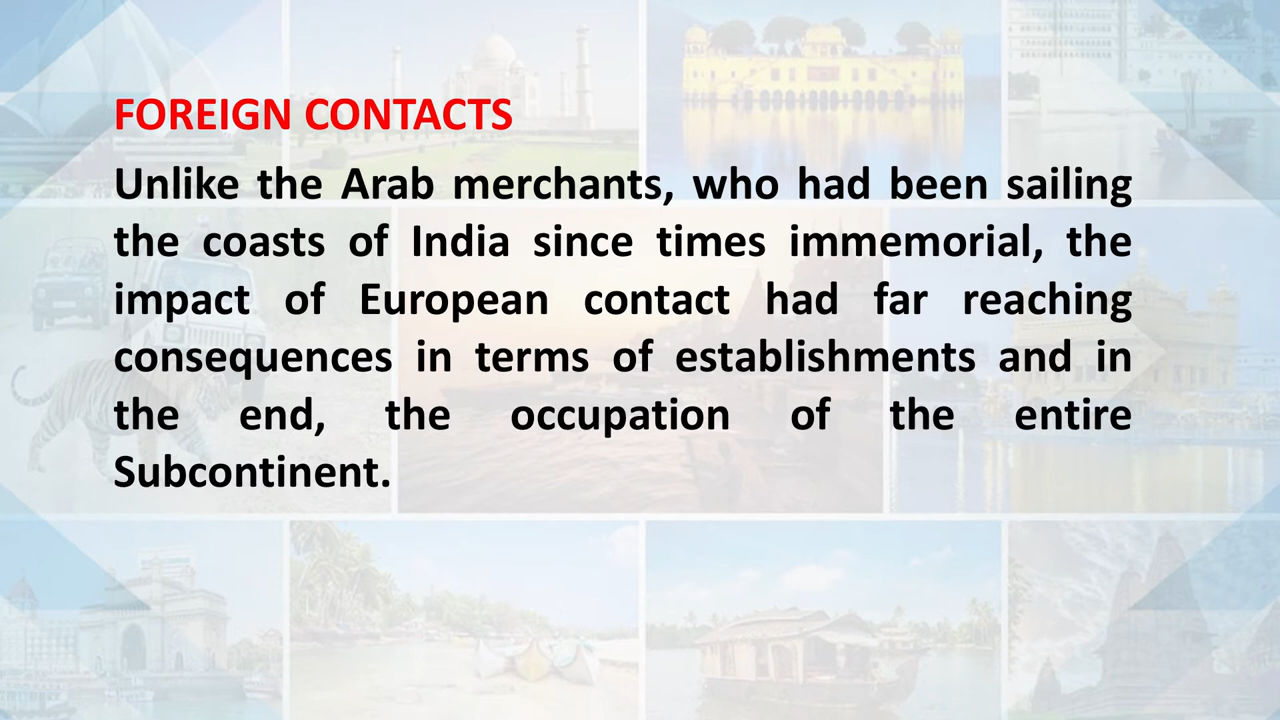 FOREIGN CONTACTS
Unlike the Arab merchants, who had been sailing
the coasts of India since times immemorial, the
impact of European contact had far reaching
consequences in terms of establishments and in
the end, the occupation of the entire
Subcontinent.